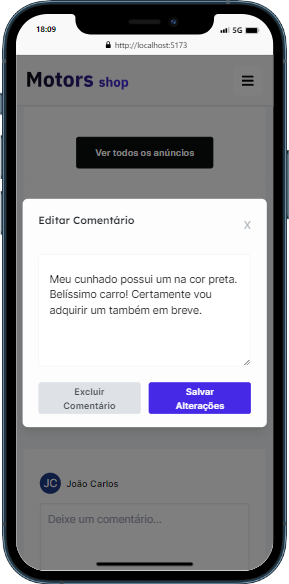 18:09
5G
http://localhost:5173
Motors shop
Ver todos os anúncios
Editar Comentário
X
Meu cunhado possui um na cor preta.
Belíssimo carro! Certamente vou
adquirir um também em breve.
Excluir
Comentário
Salvar
Alterações
JC
João Carlos
Deixe um comentário...